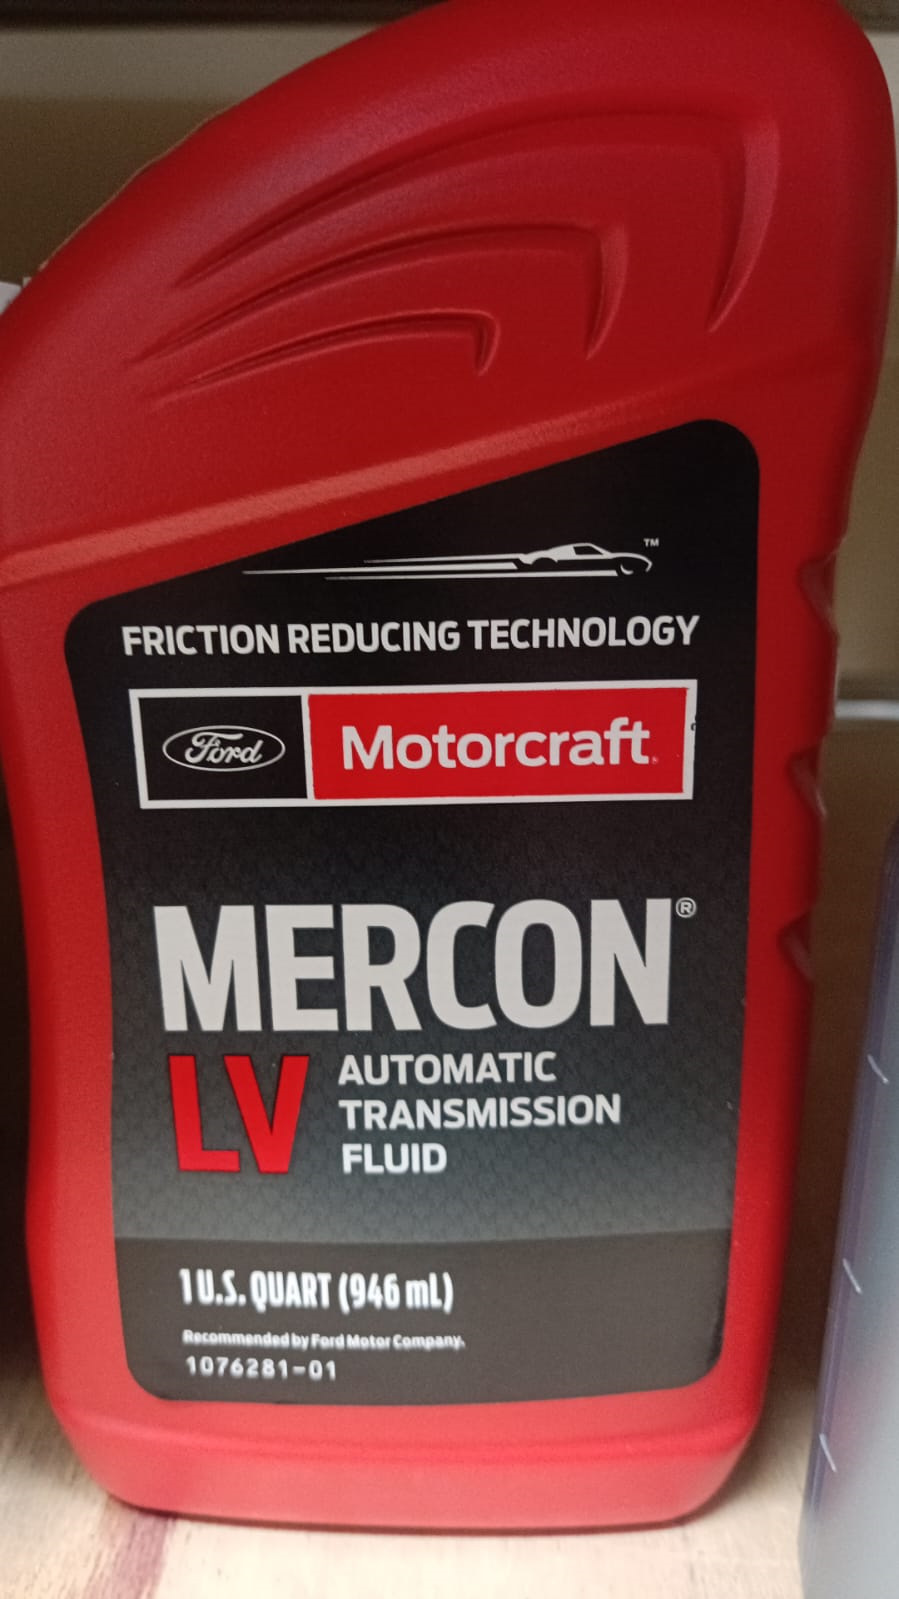 TM
FRICTION REDUCING TECHNOLOGY
Ford Motorcraft
MERCON®
LV AUTOMATIC
TRANSMISSION
FLUID
1 U.S. QUART (946 mL)
Recommended by Ford Motor Company.
1076281-01